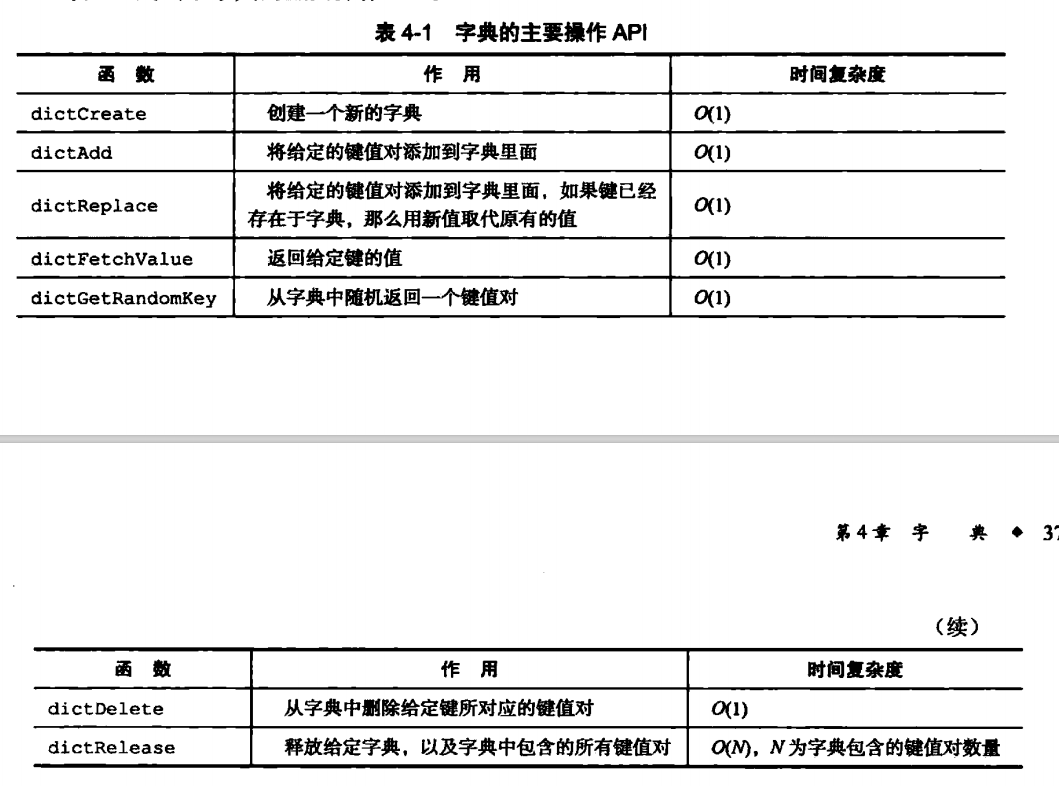 表 4-1 字典的主要操作 API
函 数 作 用 时间复杂度
dictCreate 创建一个新的字典 O(1)
dictAdd 将给定的键值对添加到字典里面 O(1)
dictReplace 将给定的键值对添加到字典里面，如果键已经
存在于字典，那么用新值取代原有的值 O(1)
dictFetchValue 返回给定键的值 O(1)
dictGetRandomKey 从字典中随机返回一个键值对 O(1)
第4章 字 典 ◆ 37
（续）
函 数 作 用 时间复杂度
dictDelete 从字典中删除给定键所对应的键值对 O(1)
dictRelease 释放给定字典，以及字典中包含的所有键值对 O(N)，N 为字典包含的键值对数量